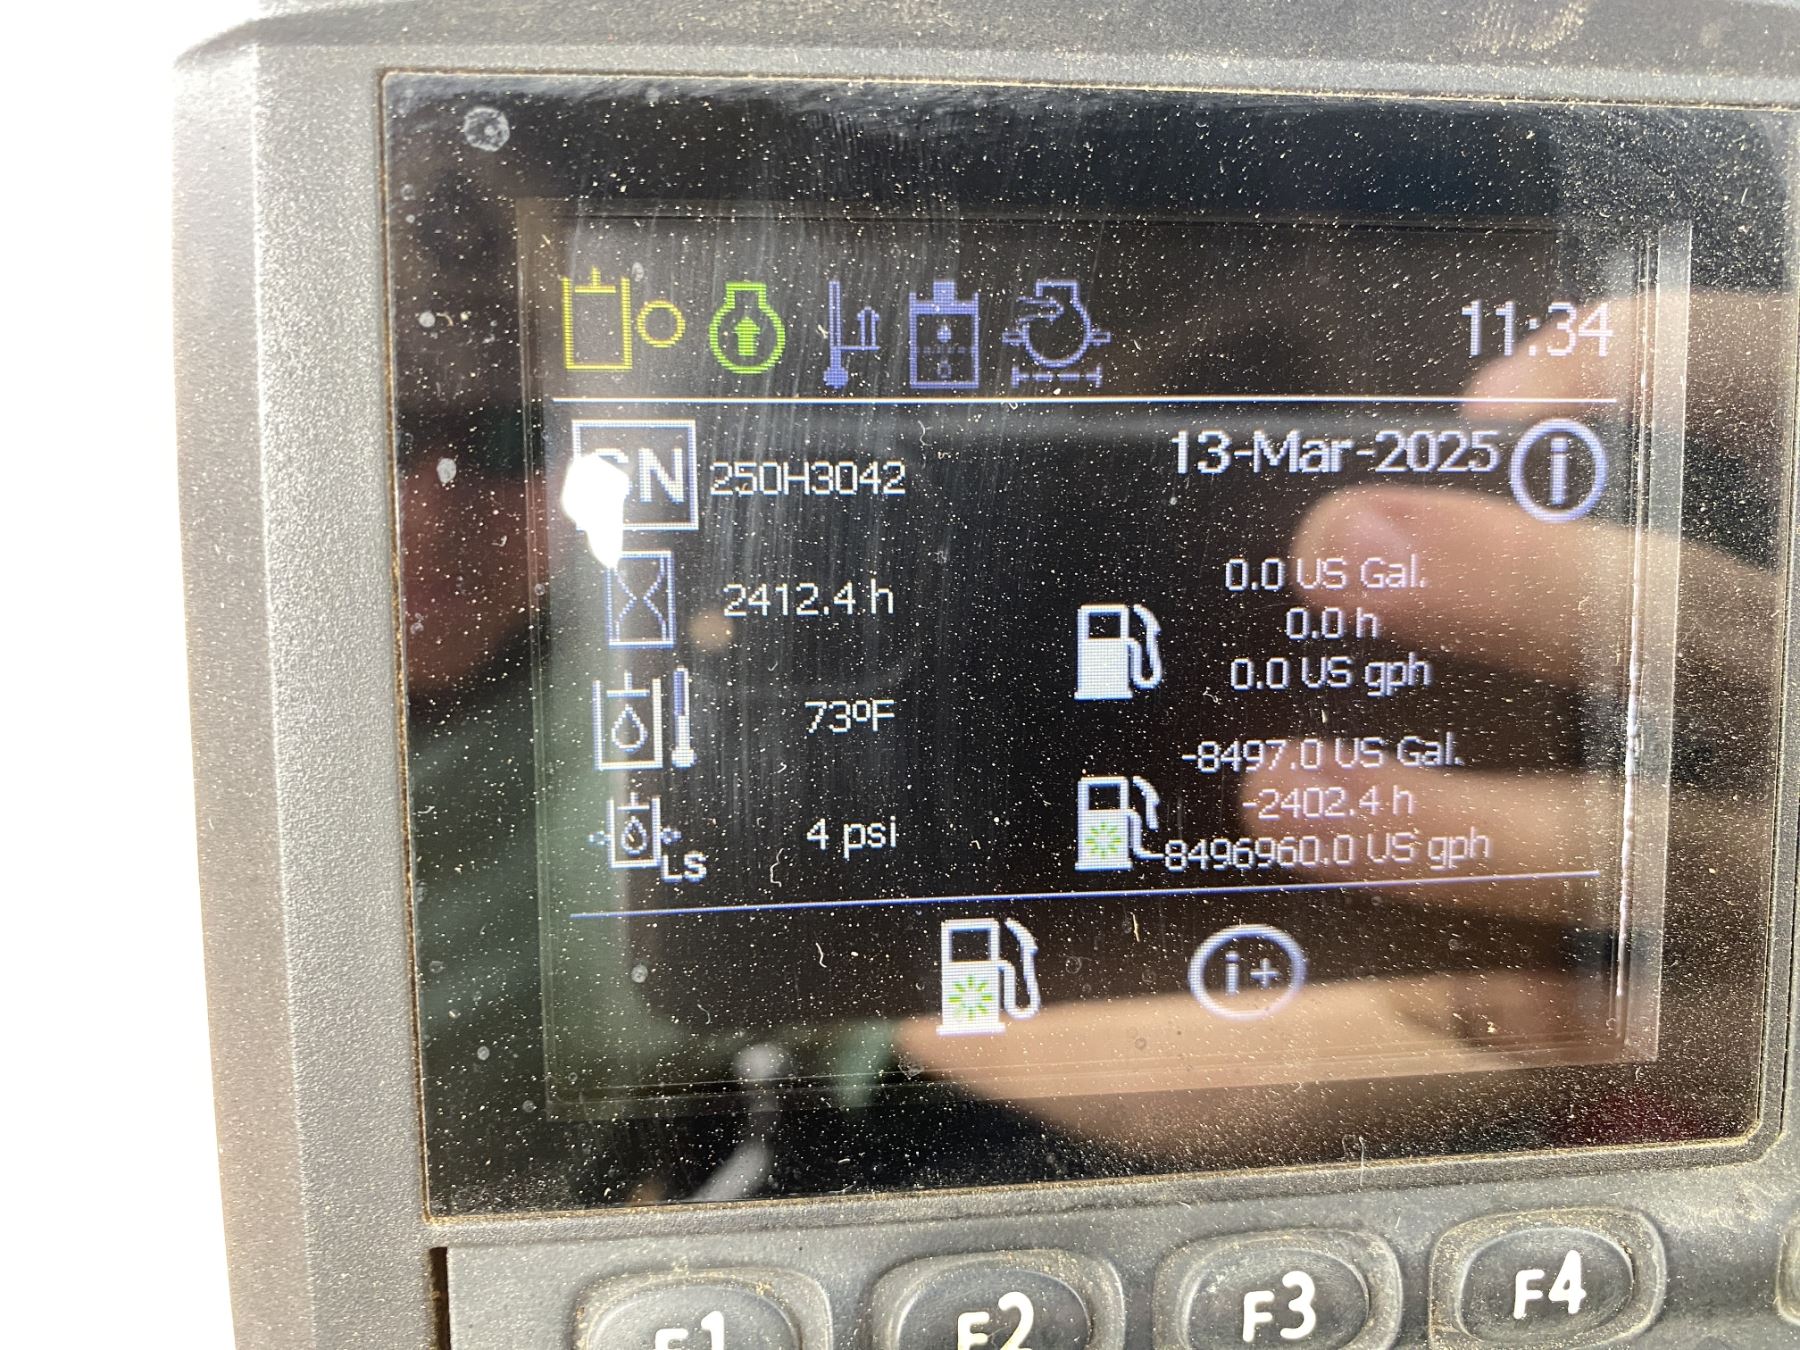 11:34
SN 250H3042
13-Mar-2025 i
2412.4 h
0.0 US Gal.
0.0 h
0.0 US gph
73ºF
-8497.0 US Gal.
-2402.4 h
-8496960.0 US gph
LS 4 psi
i+
F1 F2 F3 F4